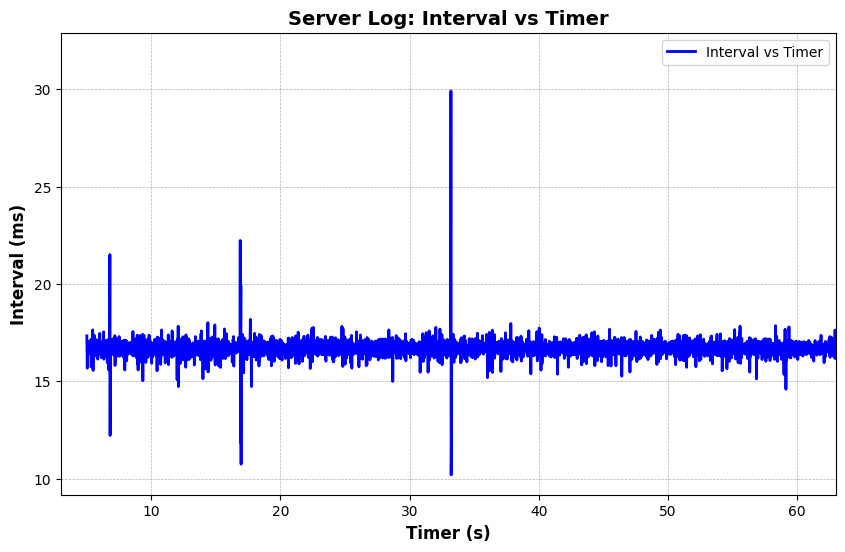 Server Log: Interval vs Timer
Interval vs Timer
Interval (ms)
30
25
20
15
10
10 20 30 40 50 60
Timer (s)